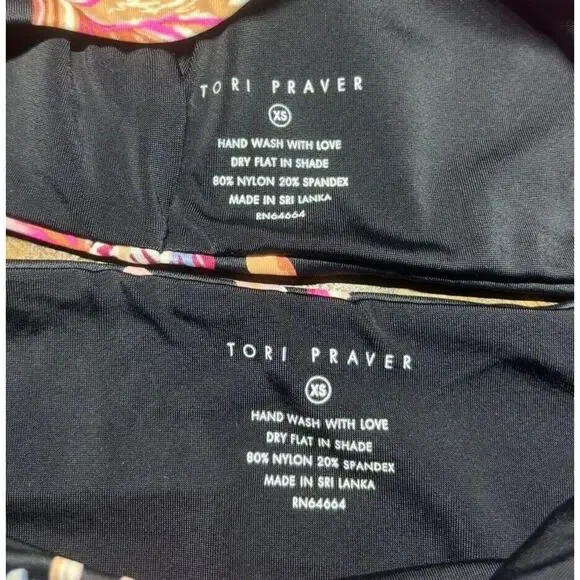 TORI PRAVER
XS
HAND WASH WITH LOVE
DRY FLAT IN SHADE
80% NYLON 20% SPANDEX
MADE IN SRI LANKA
RN64664
TORI PRAVER
XS
HAND WASH WITH LOVE
DRY FLAT IN SHADE
80% NYLON 20% SPANDEX
MADE IN SRI LANKA
RN64664